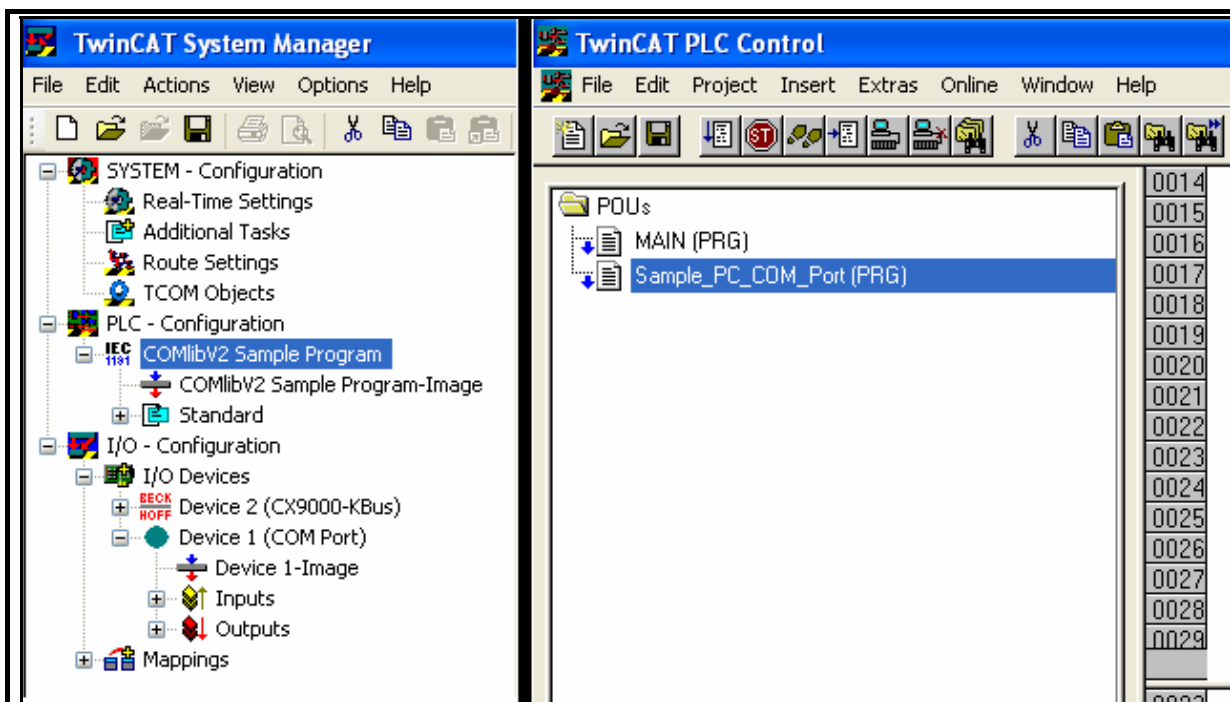 TwinCAT System Manager
File Edit Actions View Options Help
SYSTEM - Configuration
Real-Time Settings
Additional Tasks
Route Settings
TCOM Objects
PLC - Configuration
IEC
1131
COMlibV2 Sample Program
COMlibV2 Sample Program-Image
Standard
I/O - Configuration
I/O Devices
BECK
HOFF
Device 2 (CX9000-KBus)
Device 1 (COM Port)
Device 1-Image
Inputs
Outputs
Mappings
TwinCAT PLC Control
File Edit Project Insert Extras Online Window Help
ST
POUs
MAIN (PRG)
Sample_PC_COM_Port (PRG)
0014
0015
0016
0017
0018
0019
0020
0021
0022
0023
0024
0025
0026
0027
0028
0029